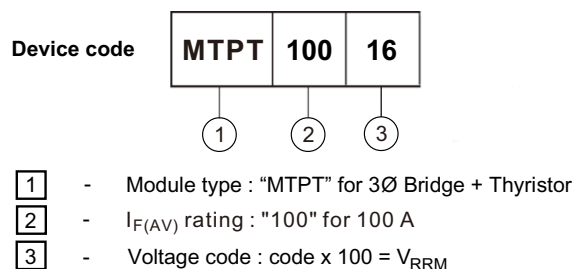 Device code MTPT 100 16
1 2 3
1 - Module type : “MTPT” for 3Ø Bridge + Thyristor
2 - IF(AV) rating : "100" for 100 A
3 - Voltage code : code x 100 = VRRM